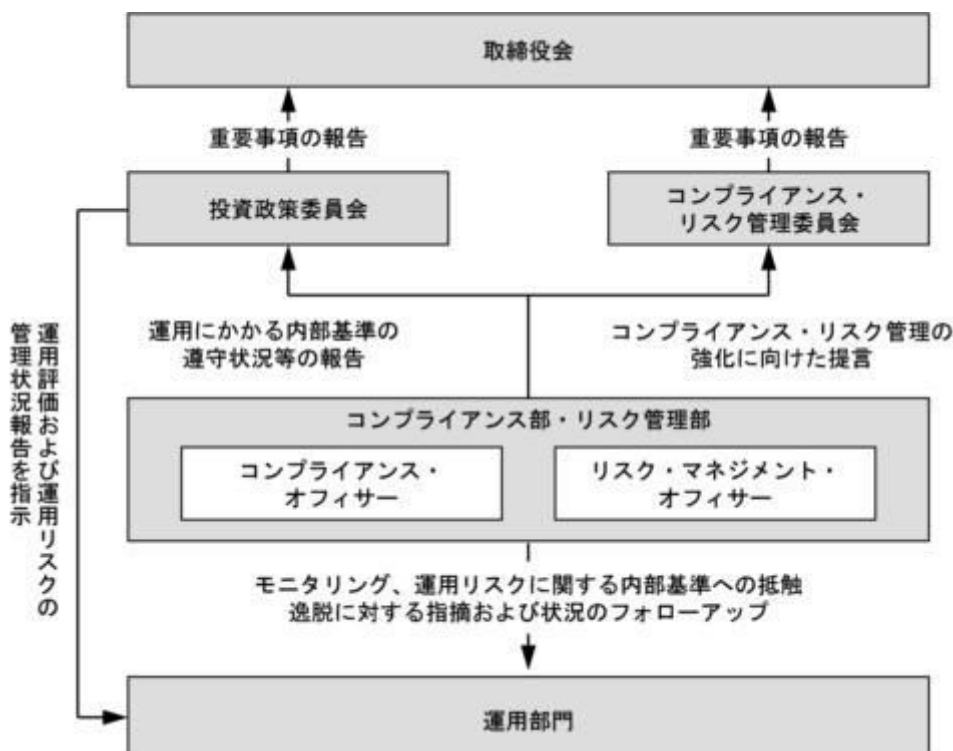 取締役会
重要事項の報告
重要事項の報告
投資政策委員会
コンプライアンス・
リスク管理委員会
運用にかかる内部基準の
遵守状況等の報告
コンプライアンス・リスク管理の
強化に向けた提言
運用評価および運用リスクの
管理状況報告を指示
コンプライアンス部・リスク管理部
コンプライアンス・
オフィサー
リスク・マネジメント・
オフィサー
モニタリング、運用リスクに関する内部基準への抵触
逸脱に対する指摘および状況のフォローアップ
運用部門